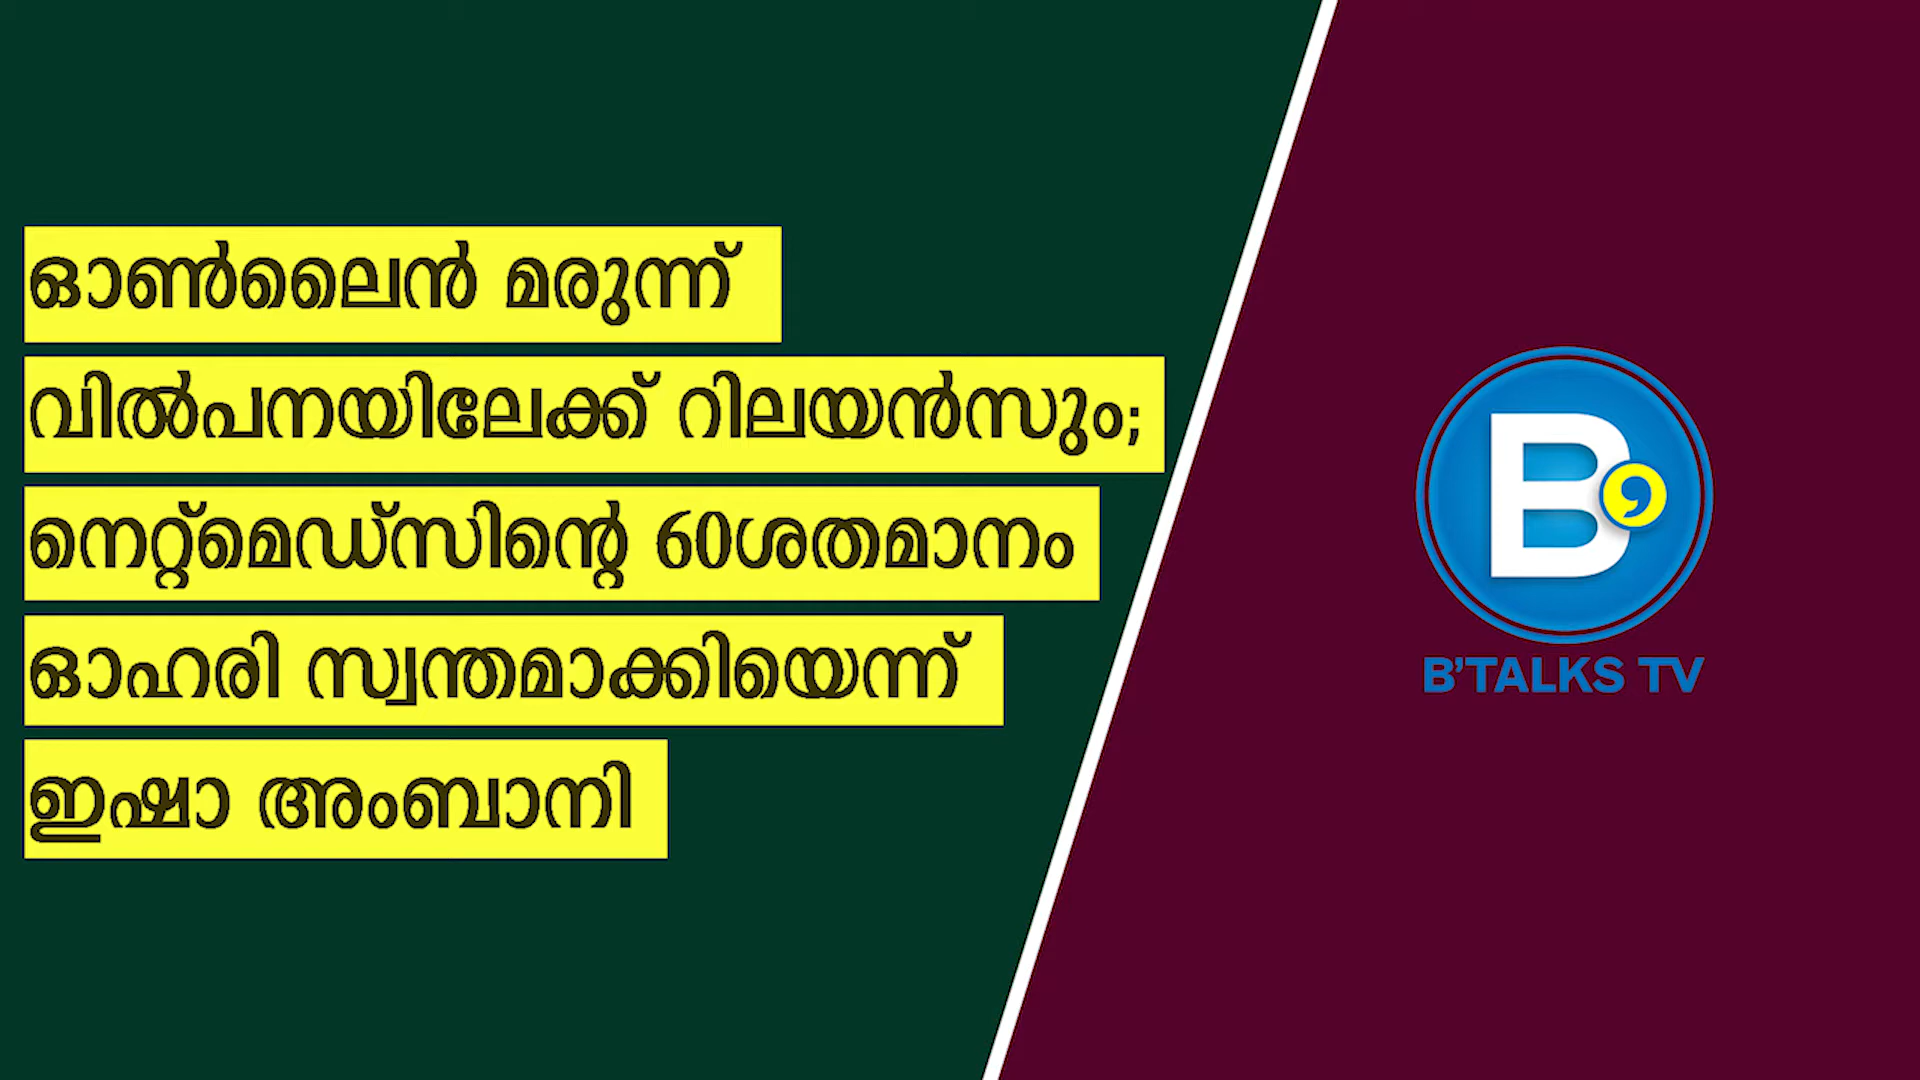 ഓൺലൈൻ മരുന്ന്
വിൽപനയിലേക്ക് റിലയൻസും;
നെറ്റ്മെഡ്സിന്റെ 60ശതമാനം
ഓഹരി സ്വന്തമാക്കിയെന്ന്
ഇഷാ അംബാനി
B’
B’TALKS TV